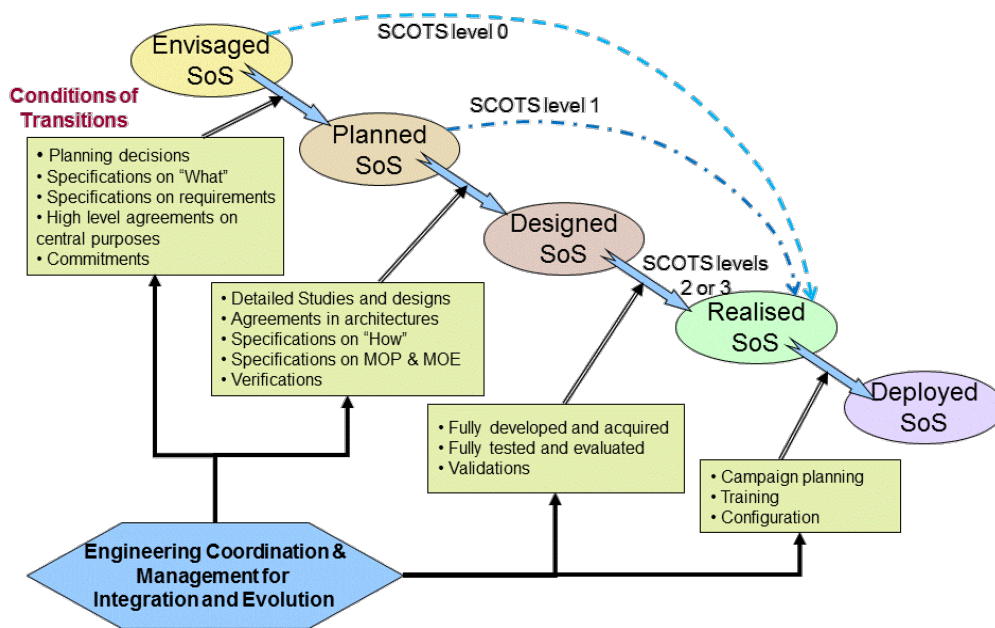 SCOTS level 0
Envisaged
SoS
Conditions of
Transitions
SCOTS level 1
• Planning decisions
• Specifications on “What”
• Specifications on requirements
• High level agreements on
central purposes
• Commitments
Planned
SoS
Designed
SoS
SCOTS levels
2 or 3
• Detailed Studies and designs
• Agreements in architectures
• Specifications on “How”
• Specifications on MOP & MOE
• Verifications
Realised
SoS
Deployed
SoS
• Fully developed and acquired
• Fully tested and evaluated
• Validations
• Campaign planning
• Training
• Configuration
Engineering Coordination &
Management for
Integration and Evolution